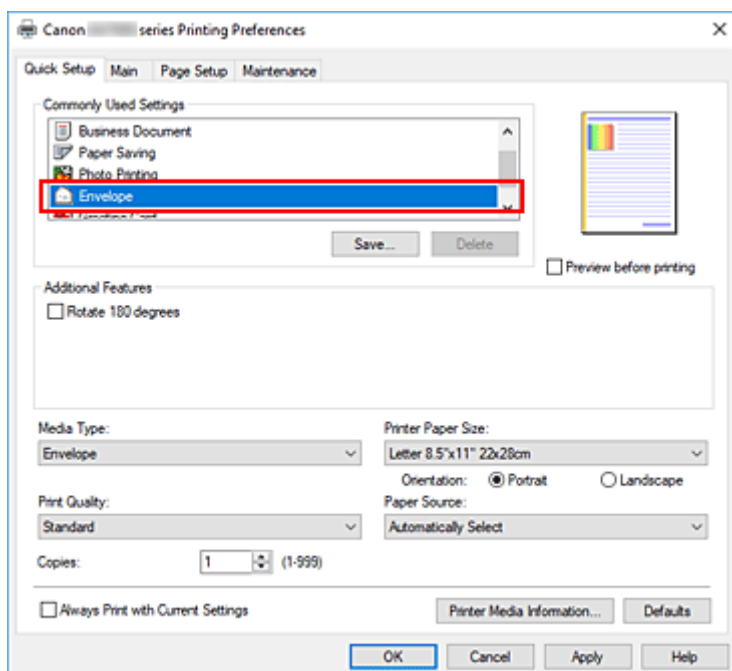 Canon series Printing Preferences
Quick Setup Main Page Setup Maintenance
Commonly Used Settings
Business Document
Paper Saving
Photo Printing
Envelope
Save... Delete
Preview before printing
Additional Features
Rotate 180 degrees
Media Type: Printer Paper Size:
Envelope Letter 8.5"x11" 22x28cm
Orientation: Portrait Landscape
Print Quality: Paper Source:
Standard Automatically Select
Copies: 1 (1-999)
Always Print with Current Settings Printer Media Information... Defaults
OK Cancel Apply Help